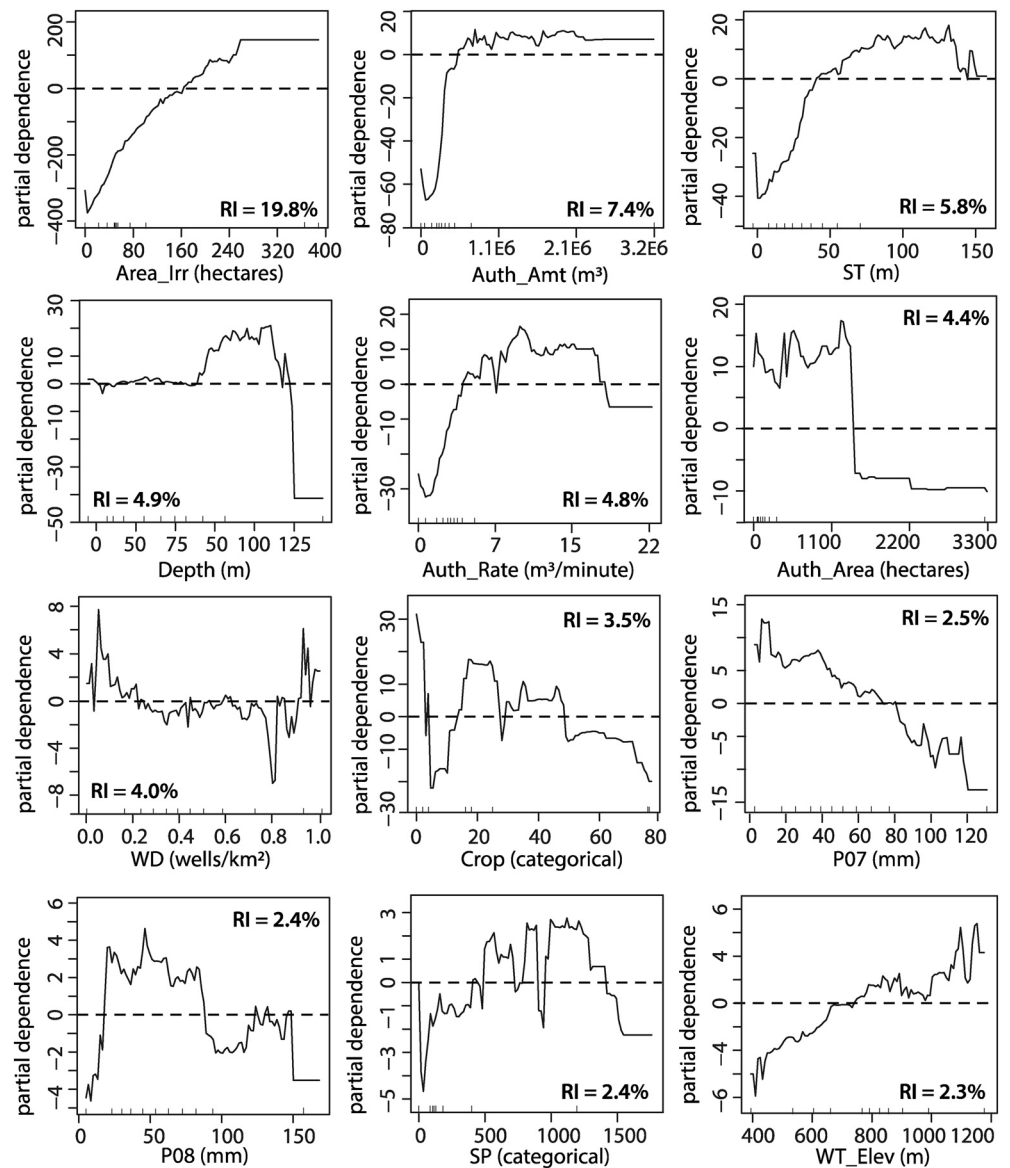 partial dependence
200
0
−200
−400
RI = 19.8%
0 80 160 240 320 400
Area_Irr (hectares)
partial dependence
20
0
−20
−40
−60
−80
RI = 7.4%
0 1.1E6 2.1E6 3.2E6
Auth_Amt (m³)
partial dependence
20
0
−20
−40
RI = 5.8%
0 50 100 150
ST (m)
partial dependence
30
10
0
−10
−30
−50
RI = 4.9%
0 50 75 50 100 125
Depth (m)
partial dependence
20
10
0
−10
−30
RI = 4.8%
0 7 15 22
Auth_Rate (m³/minute)
partial dependence
20
10
0
−10
RI = 4.4%
0 1100 2200 3300
Auth_Area (hectares)
partial dependence
8
4
0
−4
−8
RI = 4.0%
0.0 0.2 0.4 0.6 0.8 1.0
WD (wells/km²)
partial dependence
30
10
0
−10
−30
RI = 3.5%
0 20 40 60 80
Crop (categorical)
partial dependence
15
5
0
−5
−15
RI = 2.5%
0 20 40 60 80 100 120
P07 (mm)
partial dependence
6
4
2
0
−2
−4
RI = 2.4%
0 50 100 150
P08 (mm)
partial dependence
3
1
0
−1
−3
−5
RI = 2.4%
0 500 1000 1500
SP (categorical)
partial dependence
6
4
0
−4
−6
RI = 2.3%
400 600 800 1000 1200
WT_Elev (m)